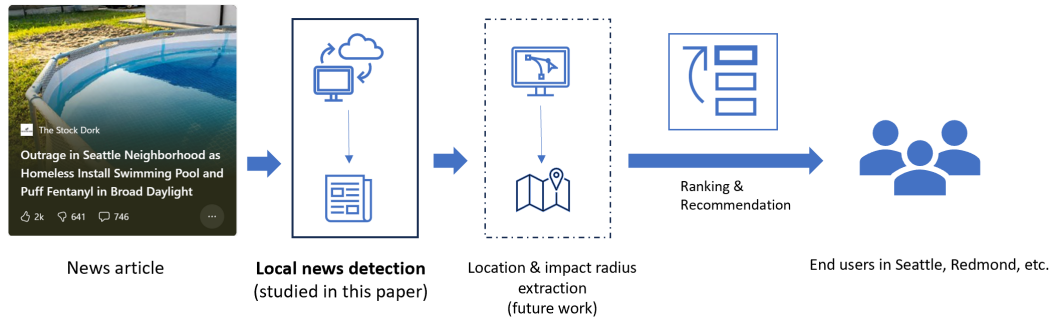 The Stock Dork
Outrage in Seattle Neighborhood as
Homeless Install Swimming Pool and
Puff Fentanyl in Broad Daylight
2k 641 746
News article
Local news detection
(studied in this paper)
Location & impact radius
extraction
(future work)
Ranking &
Recommendation
End users in Seattle, Redmond, etc.